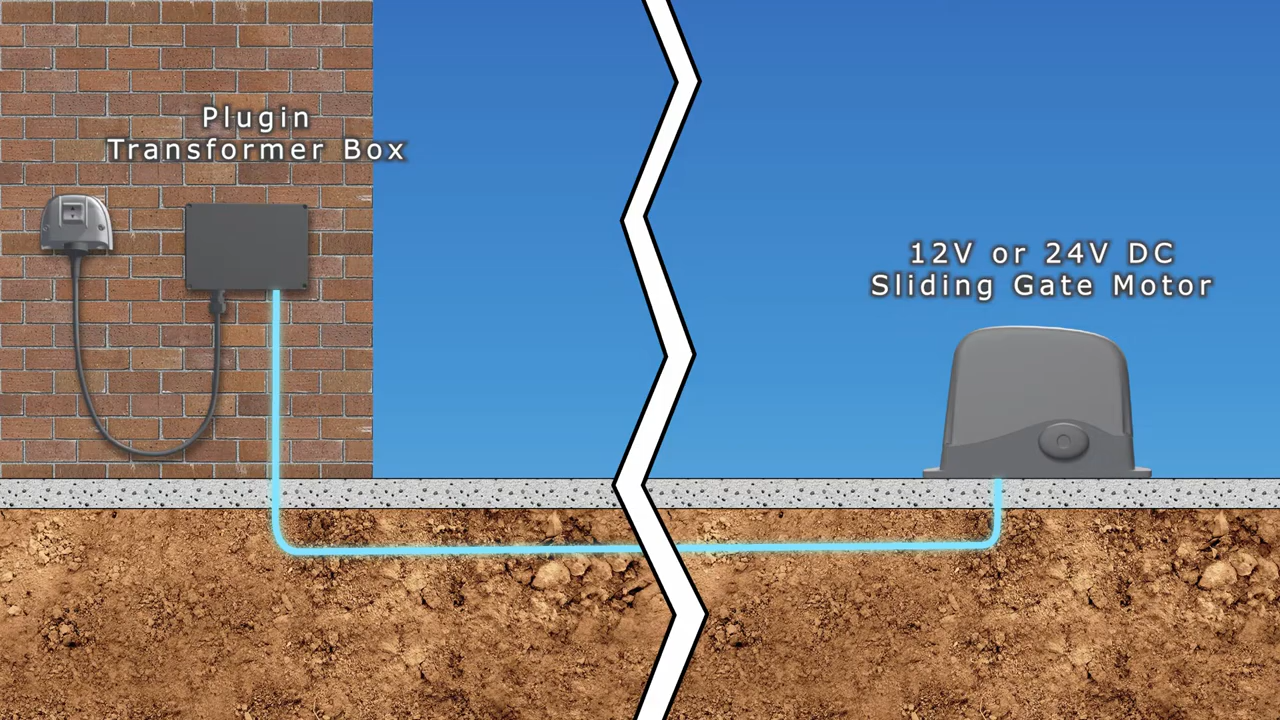 Plugin
Transformer Box
12V or 24V DC
Sliding Gate Motor